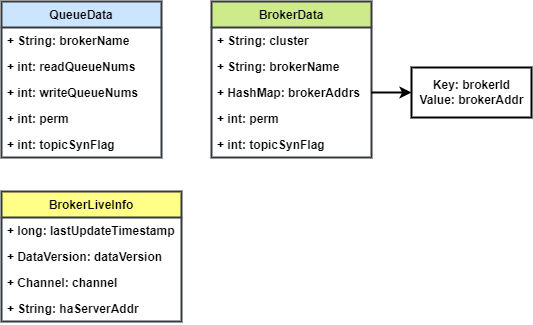 QueueData
+ String: brokerName
+ int: readQueueNums
+ int: writeQueueNums
+ int: perm
+ int: topicSynFlag
BrokerData
+ String: cluster
+ String: brokerName
+ HashMap: brokerAddrs
+ int: perm
+ int: topicSynFlag
Key: brokerId
Value: brokerAddr
BrokerLiveInfo
+ long: lastUpdateTimestamp
+ DataVersion: dataVersion
+ Channel: channel
+ String: haServerAddr